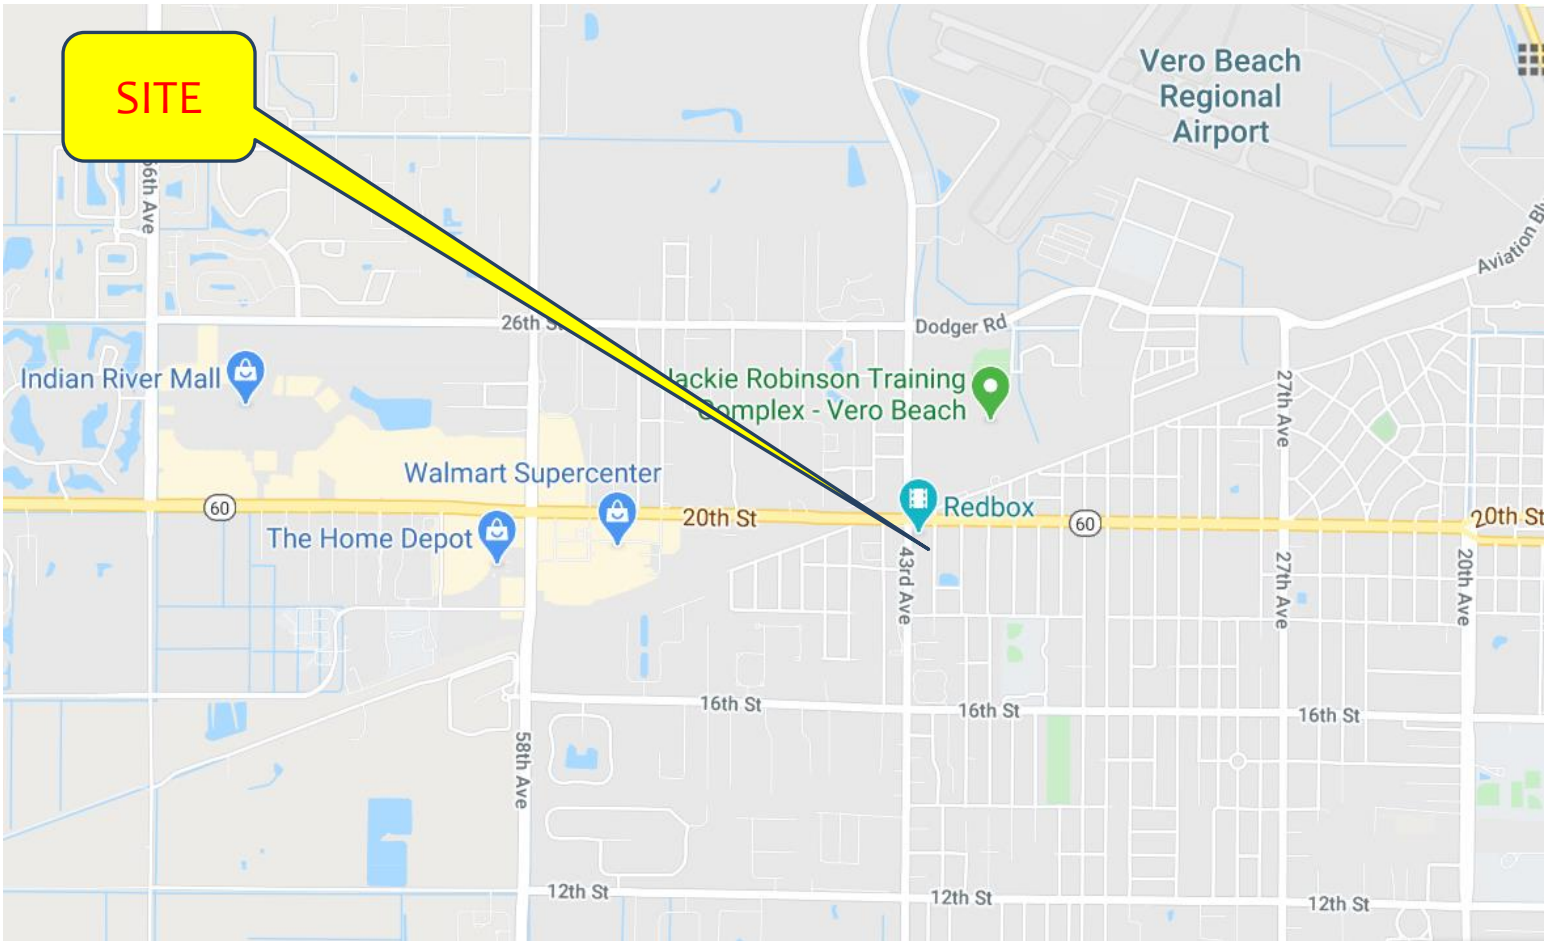 SITE
Vero Beach
Regional
Airport
66th Ave
Aviation Bl
26th S
Dodger Rd
Indian River Mall
Jackie Robinson Training
Complex - Vero Beach
27th Ave
Walmart Supercenter
60
20th St
Redbox
60
20th St
The Home Depot
43rd Ave
27th Ave
20th Ave
16th St
16th St
16th St
58th Ave
12th St
12th St
12th St